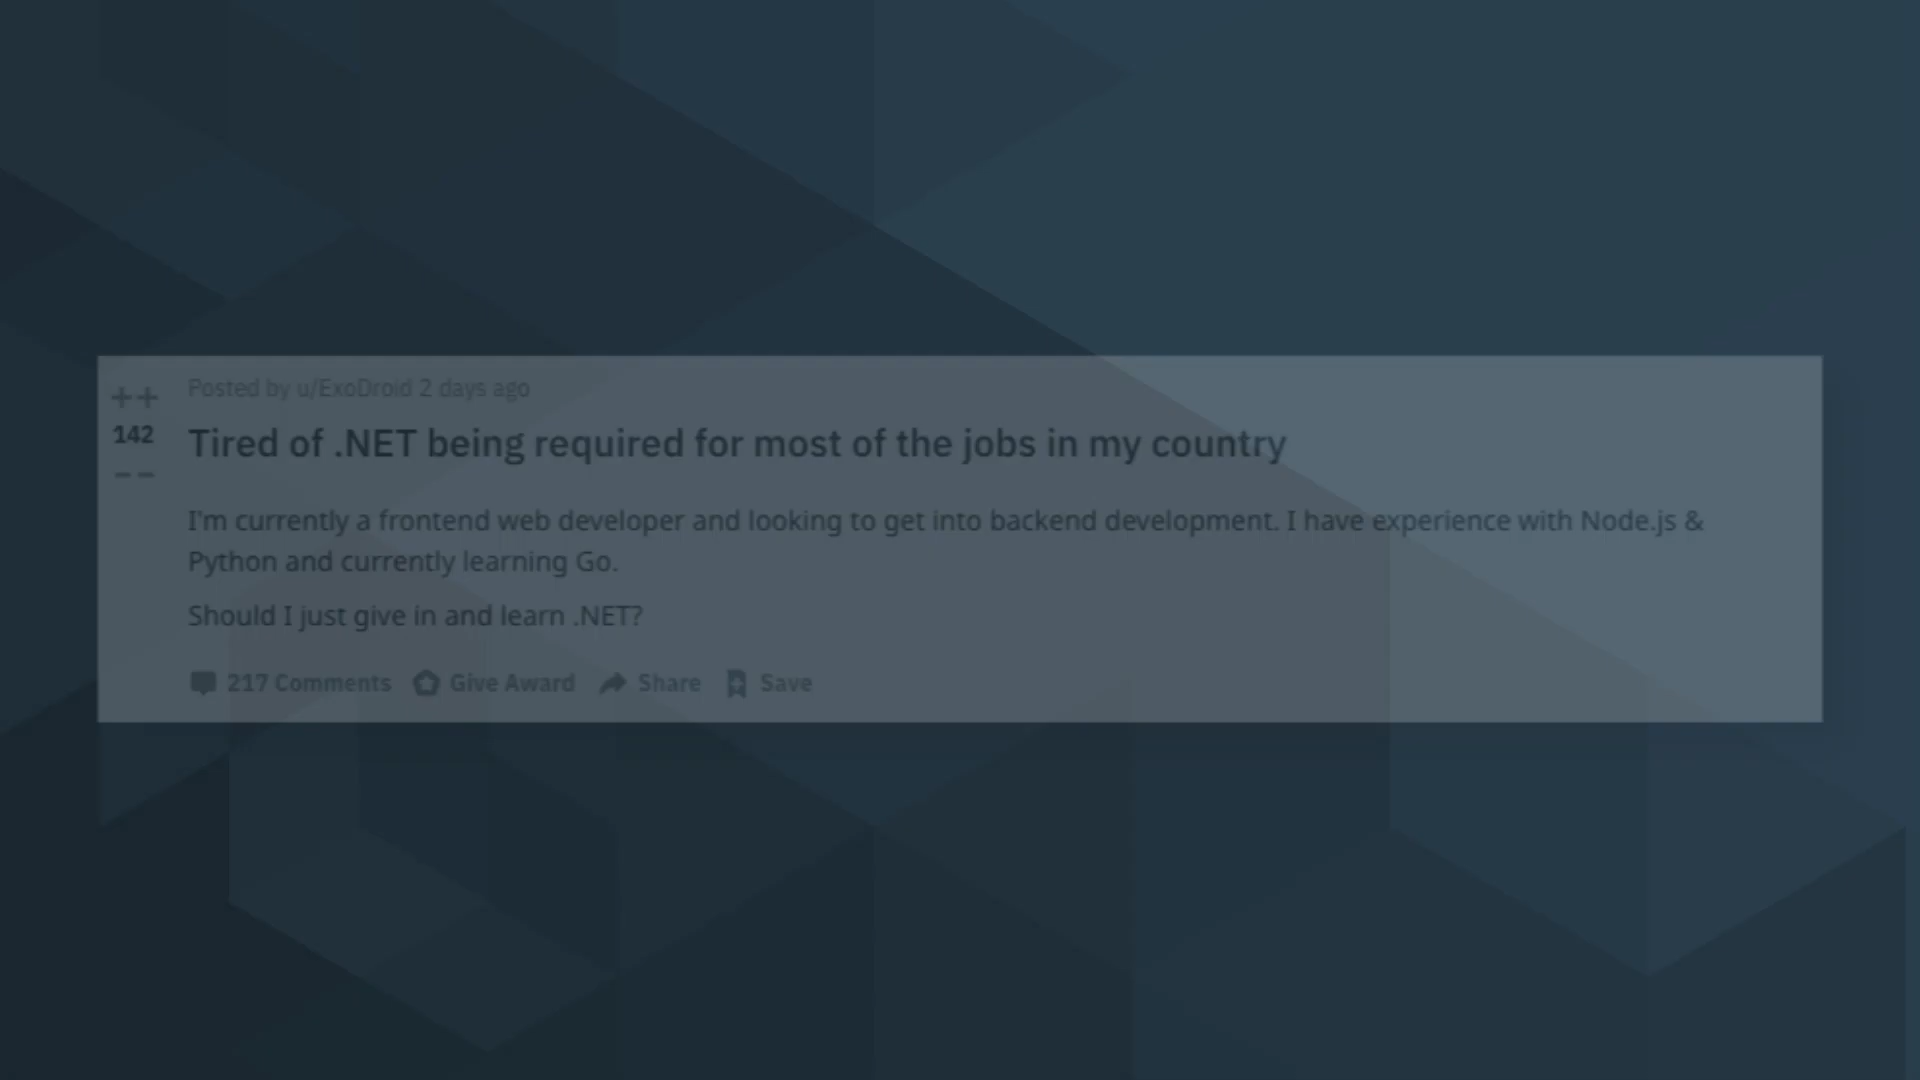 Posted by u/ExoDroid 2 days ago
++
142
--
Tired of .NET being required for most of the jobs in my country
I'm currently a frontend web developer and looking to get into backend development. I have experience with Node.js &
Python and currently learning Go.
Should I just give in and learn .NET?
217 Comments Give Award Share Save